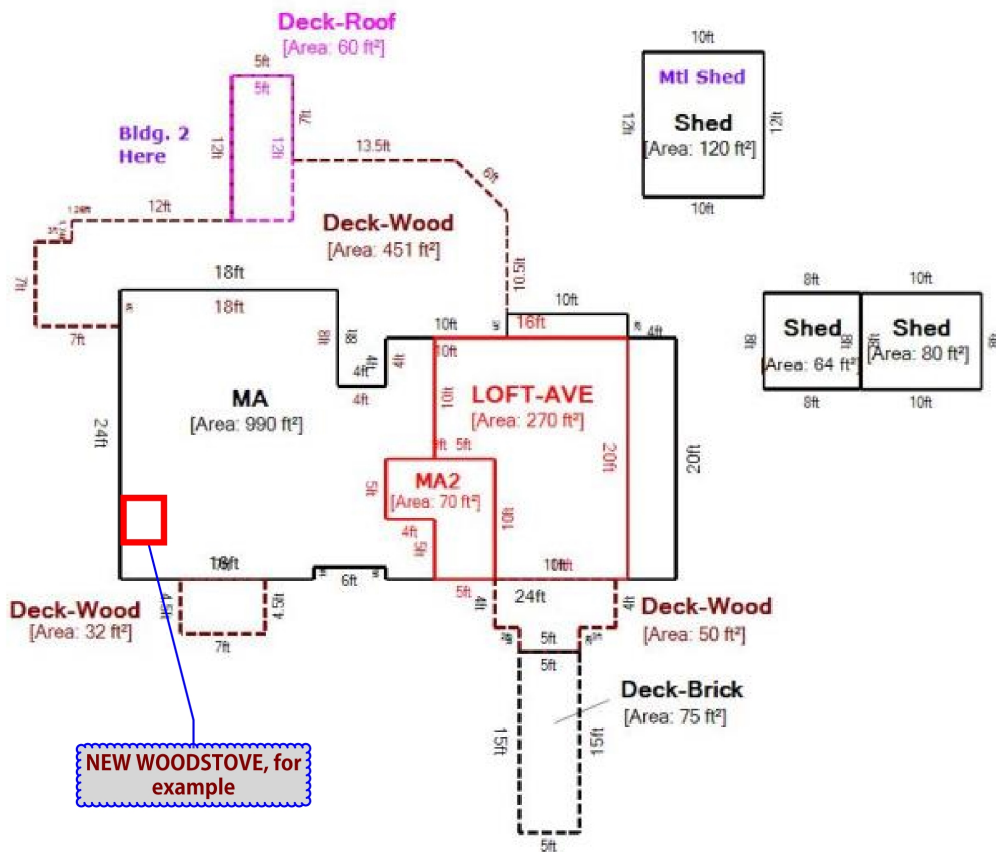 Deck-Roof
[Area: 60 ft²]
5ft
5ft
7ft
12ft
12ft
Bldg. 2
Here
13.5ft
6ft
12ft
Deck-Wood
[Area: 451 ft²]
10.5ft
7ft
7ft
10ft
Mtl Shed
12ft
Shed
12ft
[Area: 120 ft²]
10ft
18ft
18ft
8ft
8ft
4ft
4ft
4ft
4ft
10ft
10ft
10ft
16ft
4ft
8ft
10ft
Shed
Shed
8ft
8ft
8ft
8ft
[Area: 64 ft²]
[Area: 80 ft²]
8ft
10ft
MA
[Area: 990 ft²]
24ft
LOFT-AVE
[Area: 270 ft²]
10ft
20ft
20ft
5ft
MA2
[Area: 70 ft²]
5ft
4ft
5ft
10ft
6ft
5ft
24ft
Deck-Wood
[Area: 32 ft²]
4.5ft
4.5ft
7ft
4ft
4ft
Deck-Wood
[Area: 50 ft²]
5ft
5ft
Deck-Brick
[Area: 75 ft²]
15ft
15ft
5ft
NEW WOODSTOVE, for
example